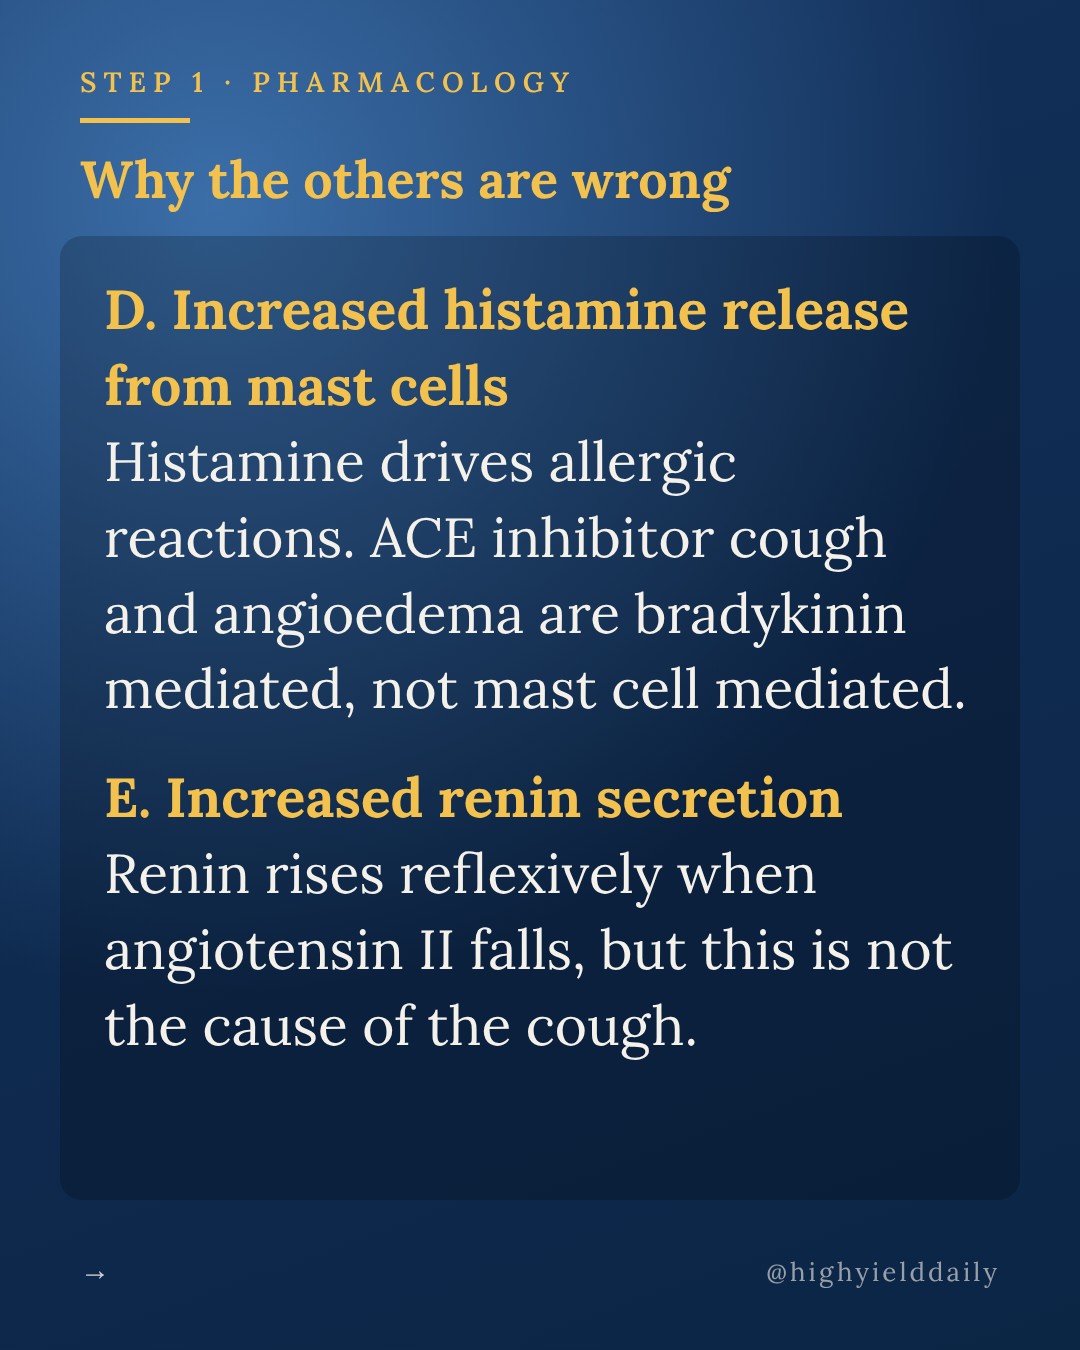 STEP 1 · PHARMACOLOGY
Why the others are wrong
D. Increased histamine release
from mast cells
Histamine drives allergic
reactions. ACE inhibitor cough
and angioedema are bradykinin
mediated, not mast cell mediated.
E. Increased renin secretion
Renin rises reflexively when
angiotensin II falls, but this is not
the cause of the cough.
→
@highyielddaily